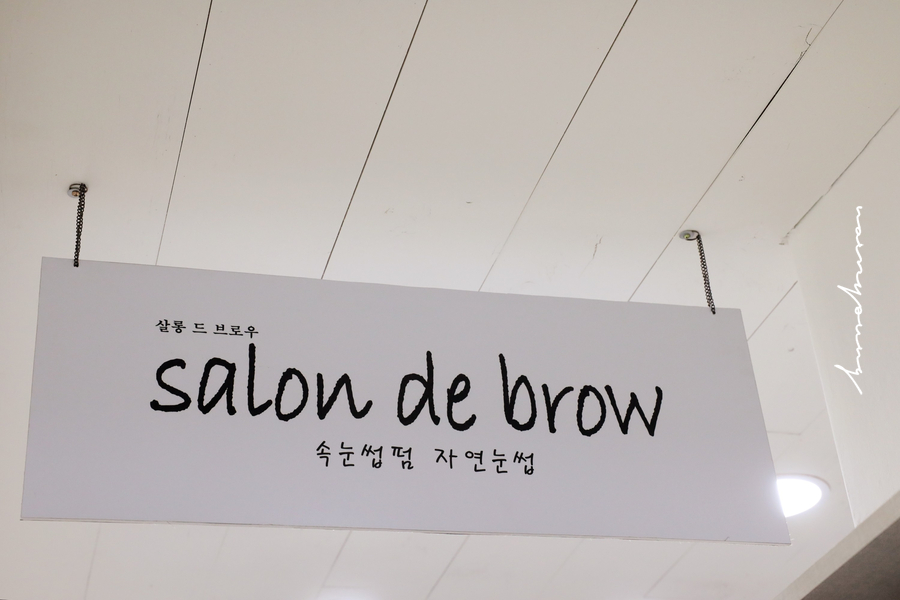 살롱 드 브로우
salon de brow
속눈썹펌 자연눈썹